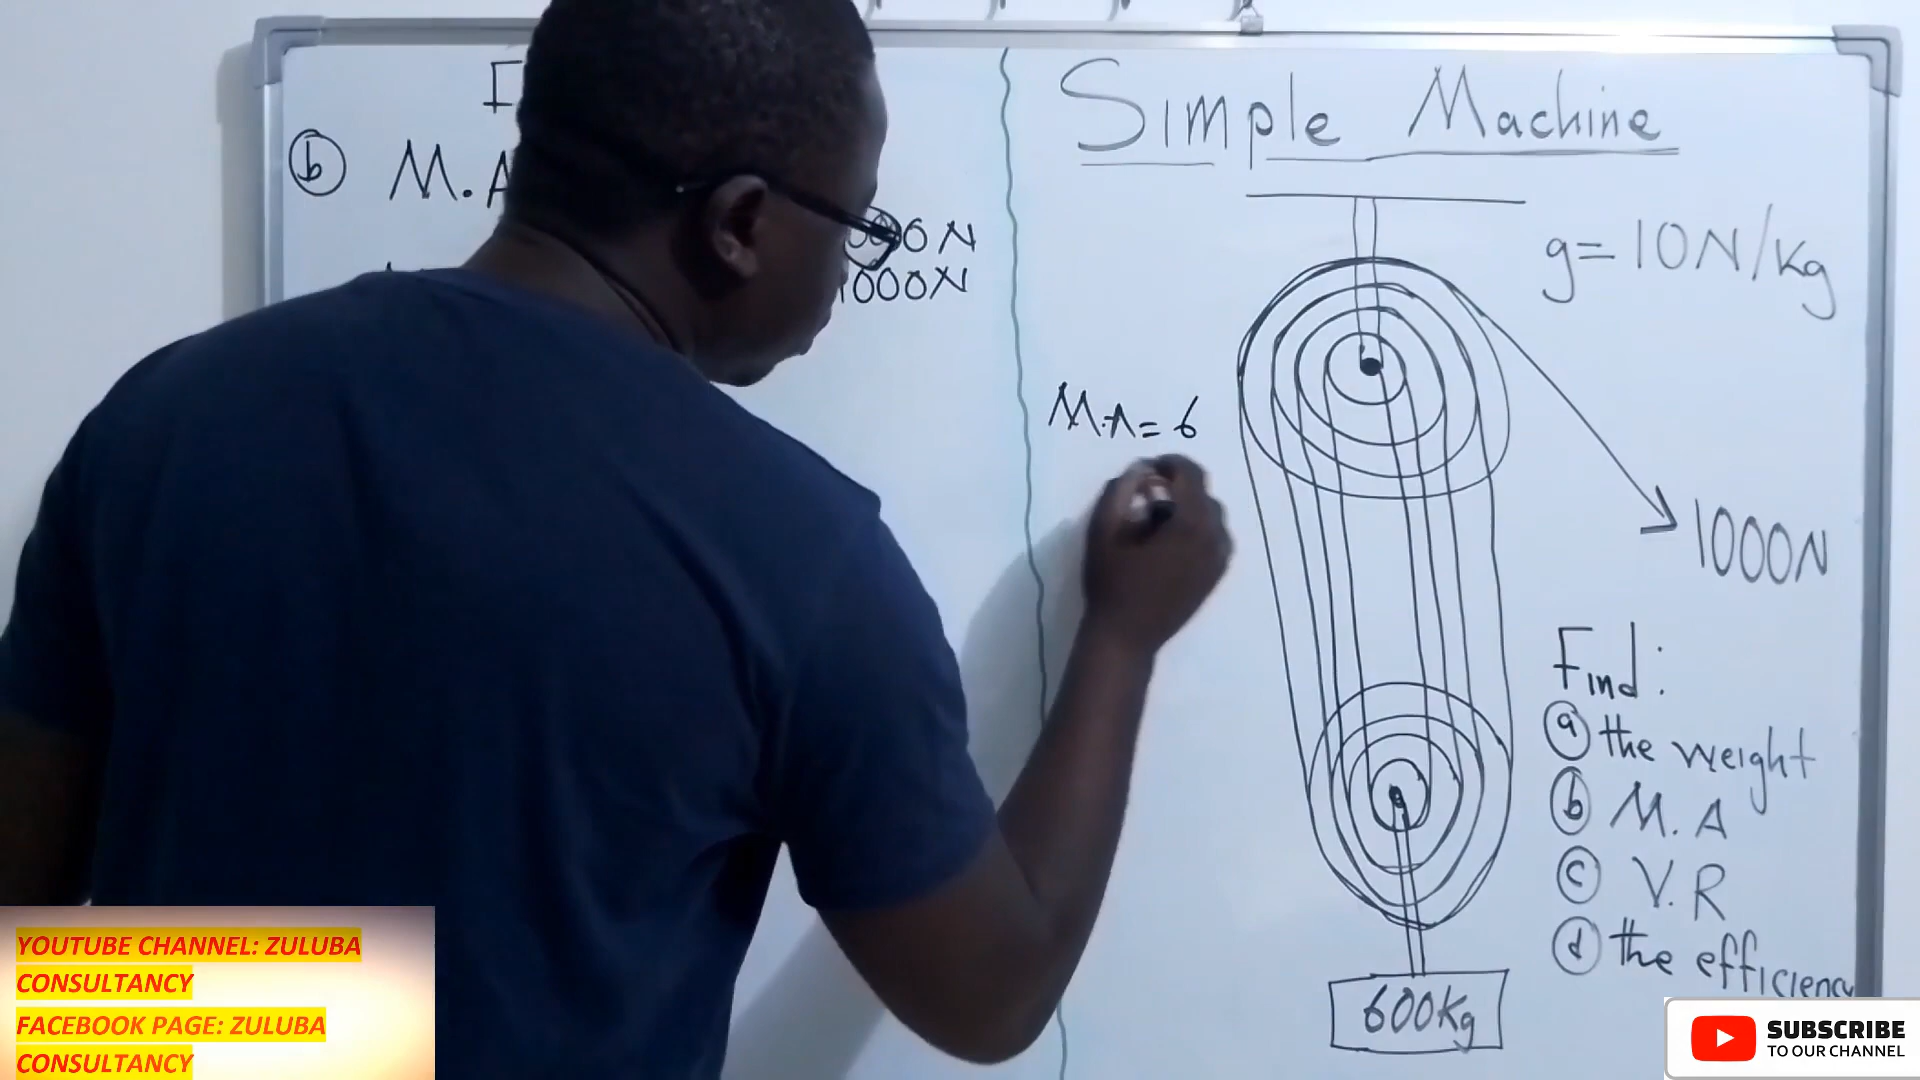 F
b M.A
000N
1000N
Simple Machine
g=10N/kg
M.A=6
1000N
Find:
a the weight
b M.A
c V.R
d the efficiency
600kg
YOUTUBE CHANNEL: ZULUBA
CONSULTANCY
FACEBOOK PAGE: ZULUBA
CONSULTANCY
SUBSCRIBE
TO OUR CHANNEL